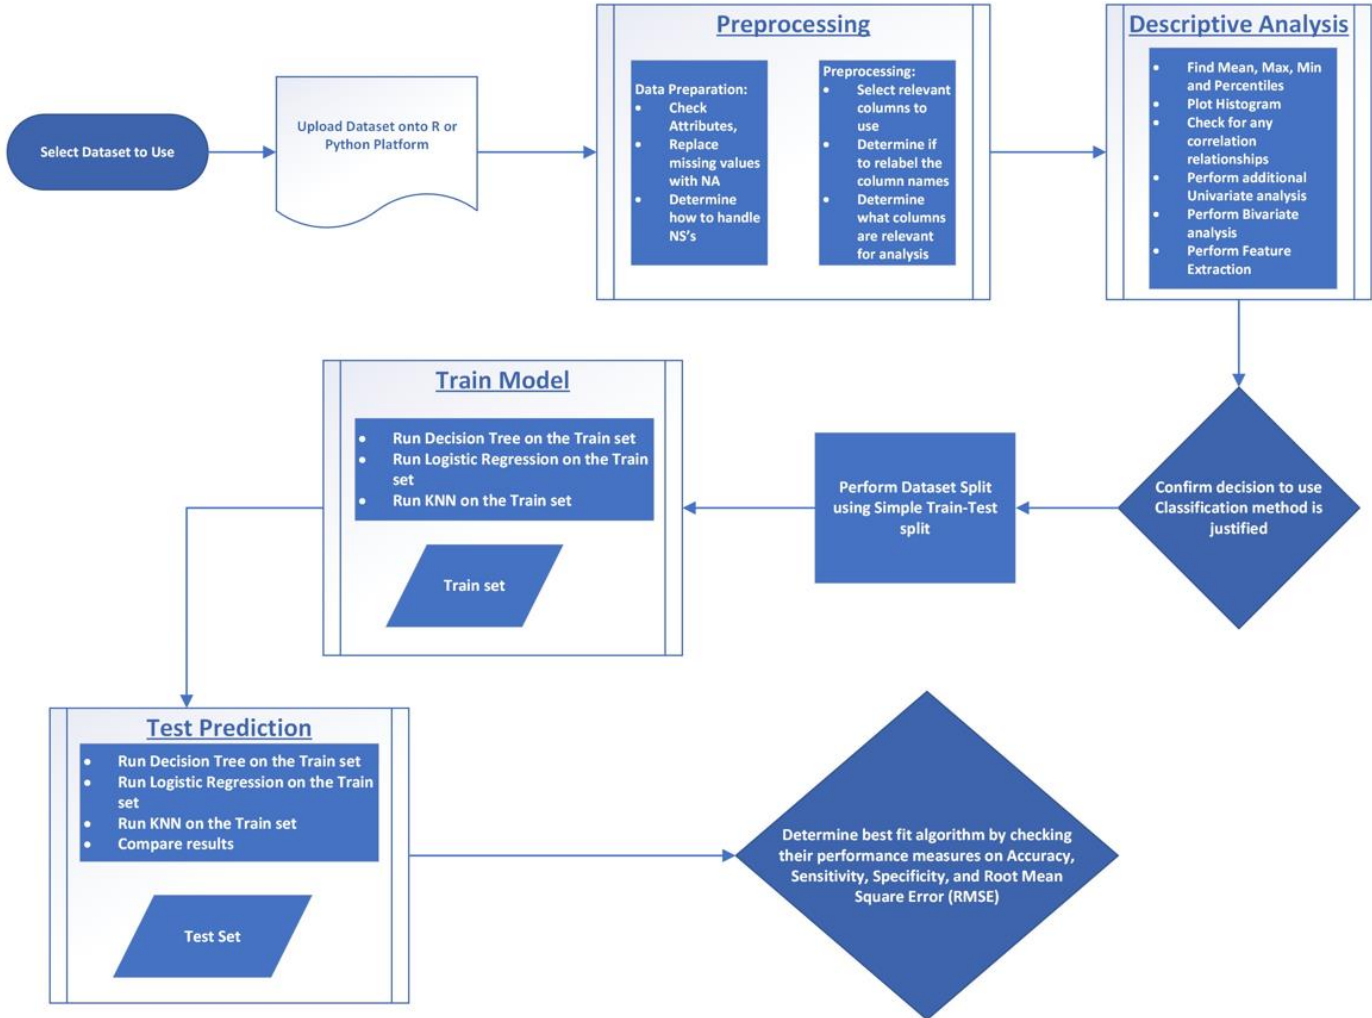 Select Dataset to Use
Upload Dataset onto R or
Python Platform
Preprocessing
Data Preparation:
• Check
Attributes,
• Replace
missing values
with NA
• Determine
how to handle
NS's
Preprocessing:
• Select relevant
columns to
use
• Determine if
to relabel the
column names
• Determine
what columns
are relevant
for analysis
Descriptive Analysis
• Find Mean, Max, Min
and Percentiles
• Plot Histogram
• Check for any
correlation
relationships
• Perform additional
Univariate analysis
• Perform Bivariate
analysis
• Perform Feature
Extraction
Confirm decision to use
Classification method is
justified
Perform Dataset Split
using Simple Train-Test
split
Train Model
• Run Decision Tree on the Train set
• Run Logistic Regression on the Train
set
• Run KNN on the Train set
Train set
Test Prediction
• Run Decision Tree on the Train set
• Run Logistic Regression on the Train
set
• Run KNN on the Train set
• Compare results
Test Set
Determine best fit algorithm by checking
their performance measures on Accuracy,
Sensitivity, Specificity, and Root Mean
Square Error (RMSE)